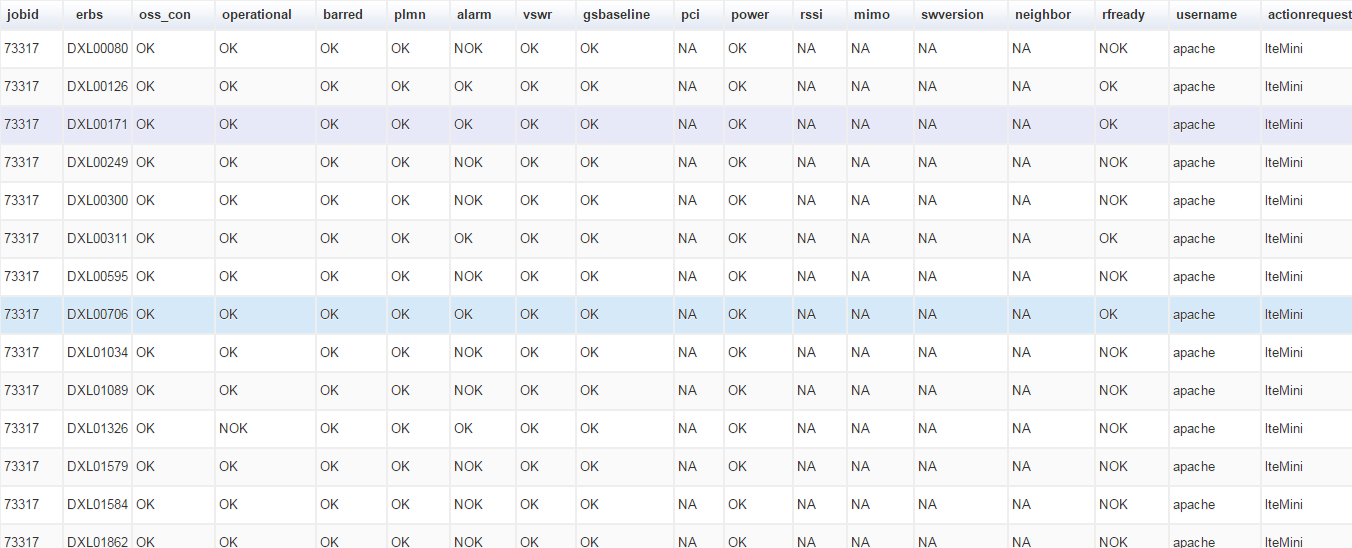 jobid erbs oss_con operational barred plmn alarm vswr gsbaseline pci power rssi mimo swversion neighbor rfready username actionrequest
73317 DXL00080 OK OK OK OK NOK OK OK NA OK NA NA NA NA NOK apache lteMini
73317 DXL00126 OK OK OK OK OK OK OK NA OK NA NA NA NA OK apache lteMini
73317 DXL00171 OK OK OK OK OK OK OK NA OK NA NA NA NA OK apache lteMini
73317 DXL00249 OK OK OK OK NOK OK OK NA OK NA NA NA NA NOK apache lteMini
73317 DXL00300 OK OK OK OK NOK OK OK NA OK NA NA NA NA NOK apache lteMini
73317 DXL00311 OK OK OK OK OK OK OK NA OK NA NA NA NA OK apache lteMini
73317 DXL00595 OK OK OK OK NOK OK OK NA OK NA NA NA NA NOK apache lteMini
73317 DXL00706 OK OK OK OK OK OK OK NA OK NA NA NA NA OK apache lteMini
73317 DXL01034 OK OK OK OK NOK OK OK NA OK NA NA NA NA NOK apache lteMini
73317 DXL01089 OK OK OK OK NOK OK OK NA OK NA NA NA NA NOK apache lteMini
73317 DXL01326 OK NOK OK OK OK OK OK NA OK NA NA NA NA NOK apache lteMini
73317 DXL01579 OK OK OK OK NOK OK OK NA OK NA NA NA NA NOK apache lteMini
73317 DXL01584 OK OK OK OK NOK OK OK NA OK NA NA NA NA NOK apache lteMini
73317 DXL01862 OK OK OK OK NOK OK OK NA OK NA NA NA NA NOK apache lteMini